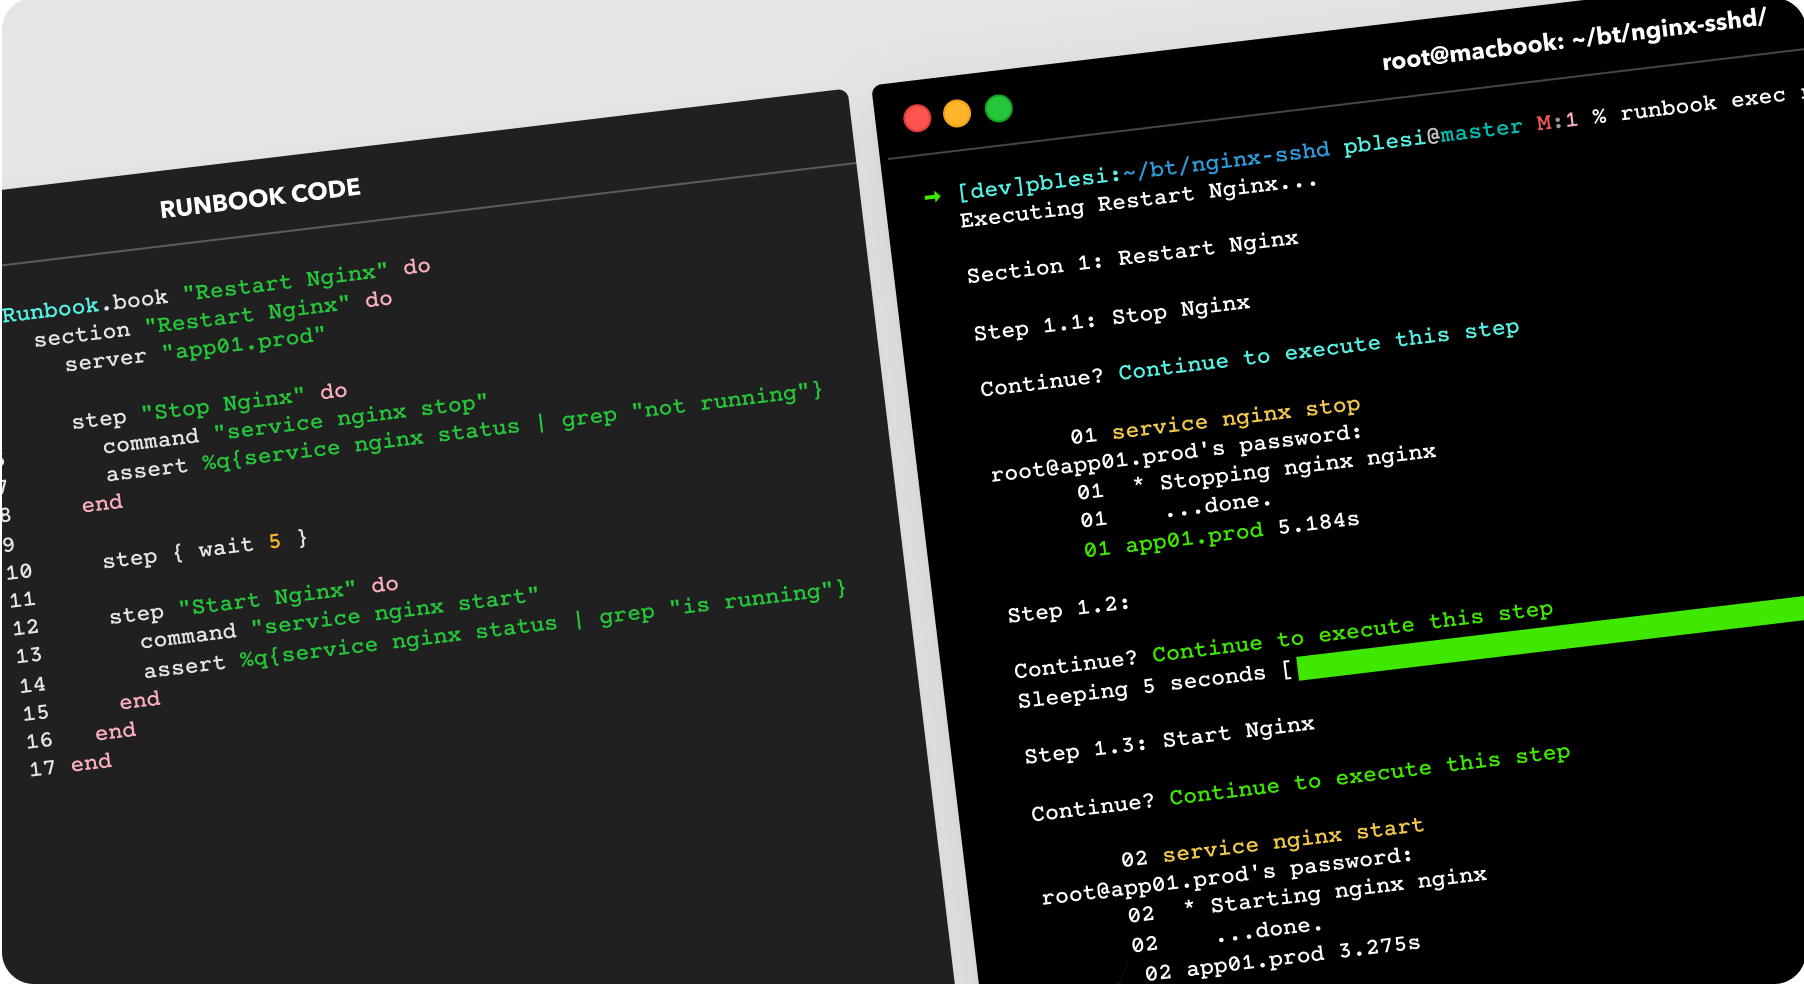 RUNBOOK CODE
Runbook.book "Restart Nginx" do
section "Restart Nginx" do
server "app01.prod"
step "Stop Nginx" do
command "service nginx stop"
7 assert %q{service nginx status | grep "not running"}
8 end
9
10 step { wait 5 }
11
12 step "Start Nginx" do
13 command "service nginx start"
14 assert %q{service nginx status | grep "is running"}
15 end
16 end
17 end
root@macbook: ~/bt/nginx-sshd/
➞ [dev]pblesi:~/bt/nginx-sshd pblesi@master M:1 % runbook exec
Executing Restart Nginx...
Section 1: Restart Nginx
Step 1.1: Stop Nginx
Continue? Continue to execute this step
01 service nginx stop
root@app01.prod's password:
01 * Stopping nginx nginx
01 ...done.
01 app01.prod 5.184s
Step 1.2:
Continue? Continue to execute this step
Sleeping 5 seconds [
Step 1.3: Start Nginx
Continue? Continue to execute this step
02 service nginx start
root@app01.prod's password:
02 * Starting nginx nginx
02 ...done.
02 app01.prod 3.275s